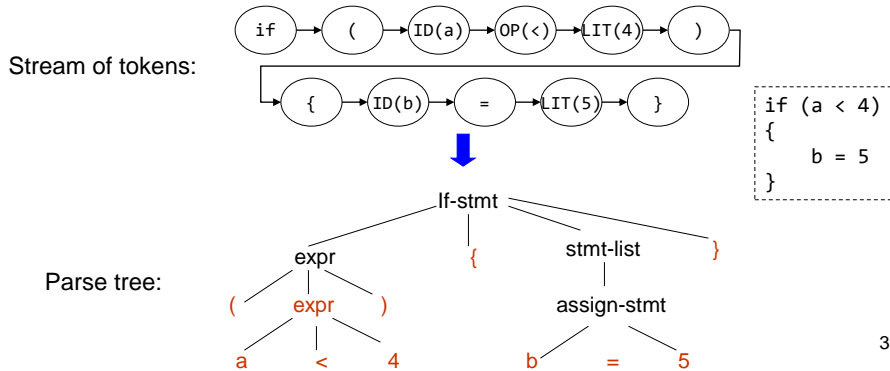 if ( ID(a) OP(<) LIT(4) )
Stream of tokens:
{ ID(b) = LIT(5) }
if (a < 4)
{
b = 5
}
If-stmt
expr { stmt-list }
Parse tree:
( expr ) assign-stmt
a < 4 b = 5
3